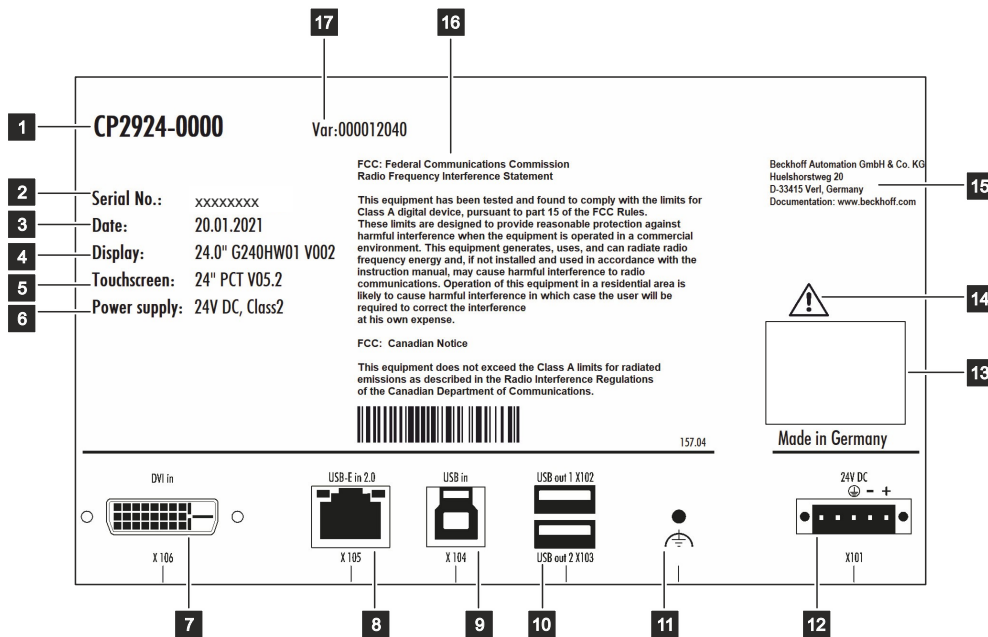 17
16
1
CP2924-0000
Var:000012040
FCC: Federal Communications Commission
Radio Frequency Interference Statement
Beckhoff Automation GmbH & Co. KG
Huelshorstweg 20
D-33415 Verl, Germany
Documentation: www.beckhoff.com
15
2
Serial No.: xxxxxxxx
3
Date: 20.01.2021
4
Display: 24.0" G240HW01 V002
5
Touchscreen: 24" PCT V05.2
6
Power supply: 24V DC, Class2
This equipment has been tested and found to comply with the limits for
Class A digital device, pursuant to part 15 of the FCC Rules.
These limits are designed to provide reasonable protection against
harmful interference when the equipment is operated in a commercial
environment. This equipment generates, uses, and can radiate radio
frequency energy and, if not installed and used in accordance with the
instruction manual, may cause harmful interference to radio
communications. Operation of this equipment in a residential area is
likely to cause harmful interference in which case the user will be
required to correct the interference
at his own expense.
FCC: Canadian Notice
This equipment does not exceed the Class A limits for radiated
emissions as described in the Radio Interference Regulations
of the Canadian Department of Communications.
14
13
157.04
Made in Germany
DVI in
USB-E in 2.0
USB in
USB out 1 X102
24V DC
- +
X 106
X 105
X 104
USB out 2 X103
X101
7
8
9
10
11
12